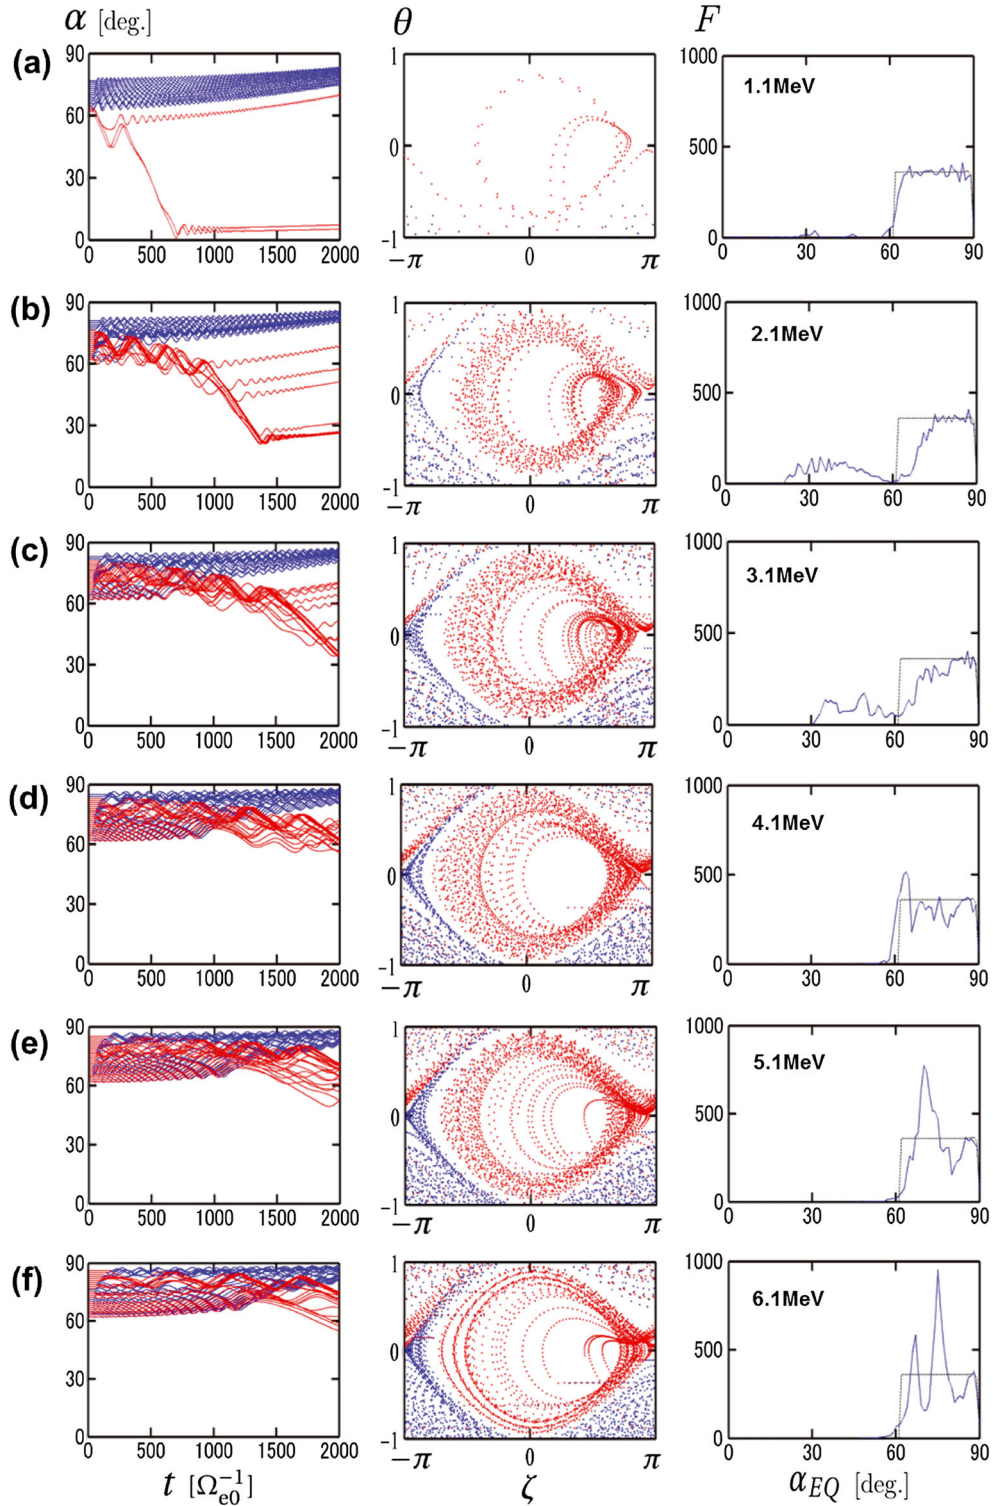 α [deg.] θ F
(a) 90 60 30 0 0 500 1000 1500 2000
1 0 -1 -π 0 π
1000 500 0 0 30 60 90 1.1MeV
(b) 90 60 30 0 0 500 1000 1500 2000
1 0 -1 -π 0 π
1000 500 0 0 30 60 90 2.1MeV
(c) 90 60 30 0 0 500 1000 1500 2000
1 0 -1 -π 0 π
1000 500 0 0 30 60 90 3.1MeV
(d) 90 60 30 0 0 500 1000 1500 2000
1 0 -1 -π 0 π
1000 500 0 0 30 60 90 4.1MeV
(e) 90 60 30 0 0 500 1000 1500 2000
1 0 -1 -π 0 π
1000 500 0 0 30 60 90 5.1MeV
(f) 90 60 30 0 0 500 1000 1500 2000
1 0 -1 -π 0 π
1000 500 0 0 30 60 90 6.1MeV
t [Ω_e0^-1] ζ α_EQ [deg.]